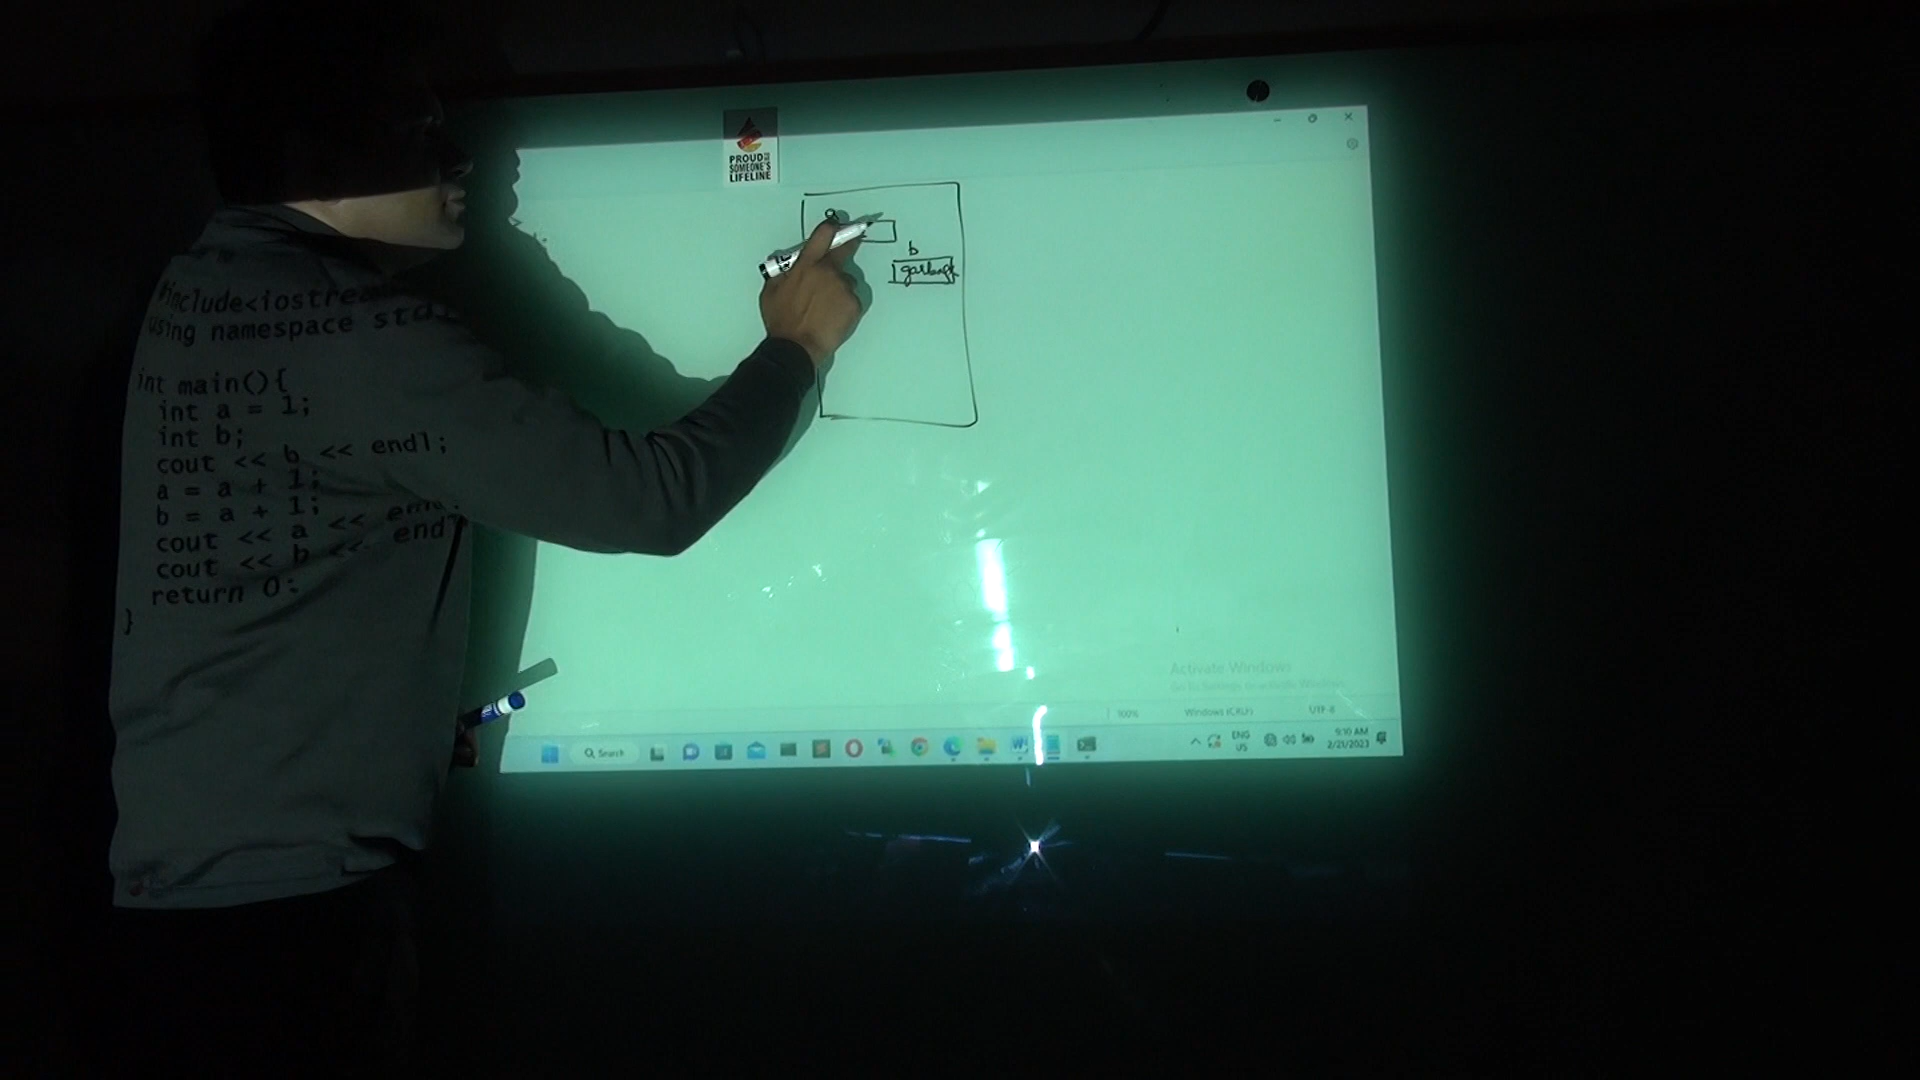 PROUD TO BE
SOMEONE'S
LIFELINE
a
b
garbage
#include<iostream
using namespace std
int main(){
int a = 1;
int b;
cout << b << endl;
a = a + 1;
b = a + 1;
cout << a << endl
cout << b << endl
return 0;
}
Activate Windows
100%
Windows (CRLF)
UTF-8
Search
ENG
US
9:10 AM
2/21/2023